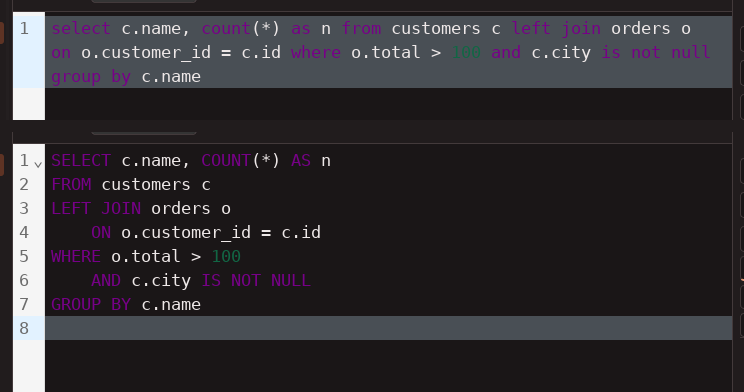 1 select c.name, count(*) as n from customers c left join orders o
on o.customer_id = c.id where o.total > 100 and c.city is not null
group by c.name
1 SELECT c.name, COUNT(*) AS n
2 FROM customers c
3 LEFT JOIN orders o
4     ON o.customer_id = c.id
5 WHERE o.total > 100
6     AND c.city IS NOT NULL
7 GROUP BY c.name
8